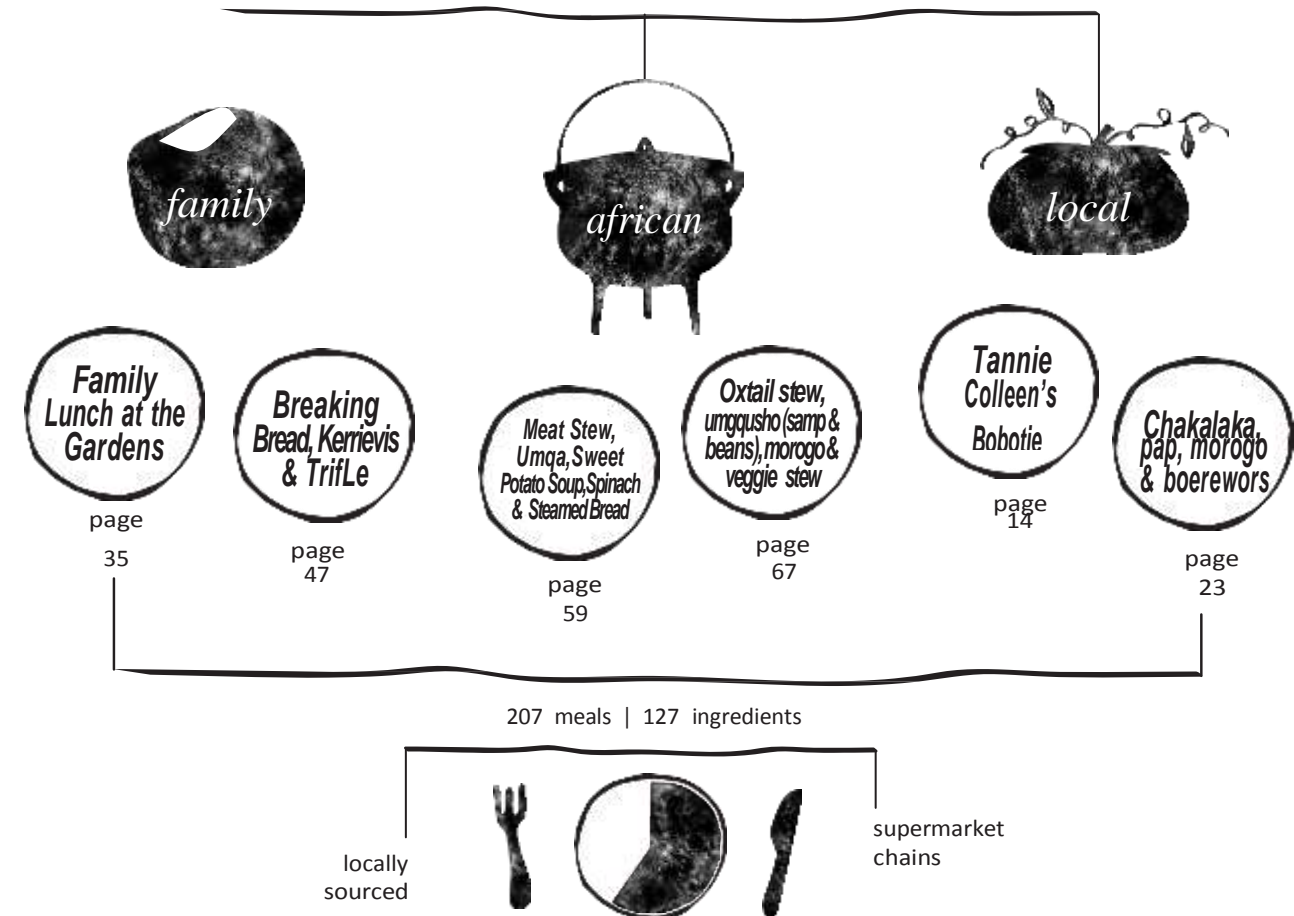 family
african
local
Family
Lunch at the
Gardens
page
35
Breaking
Bread, Kerrievis
& TrifLe
page
47
Meat Stew,
Umqa, Sweet
Potato Soup,Spinach
& Steamed Bread
page
59
Oxtail stew,
umgqusho (samp &
beans), morogo &
veggie stew
page
67
Tannie
Colleen's
Bobotie
page
14
Chakalaka,
pap, morogo
& boerewors
page
23
207 meals | 127 ingredients
locally
sourced
supermarket
chains